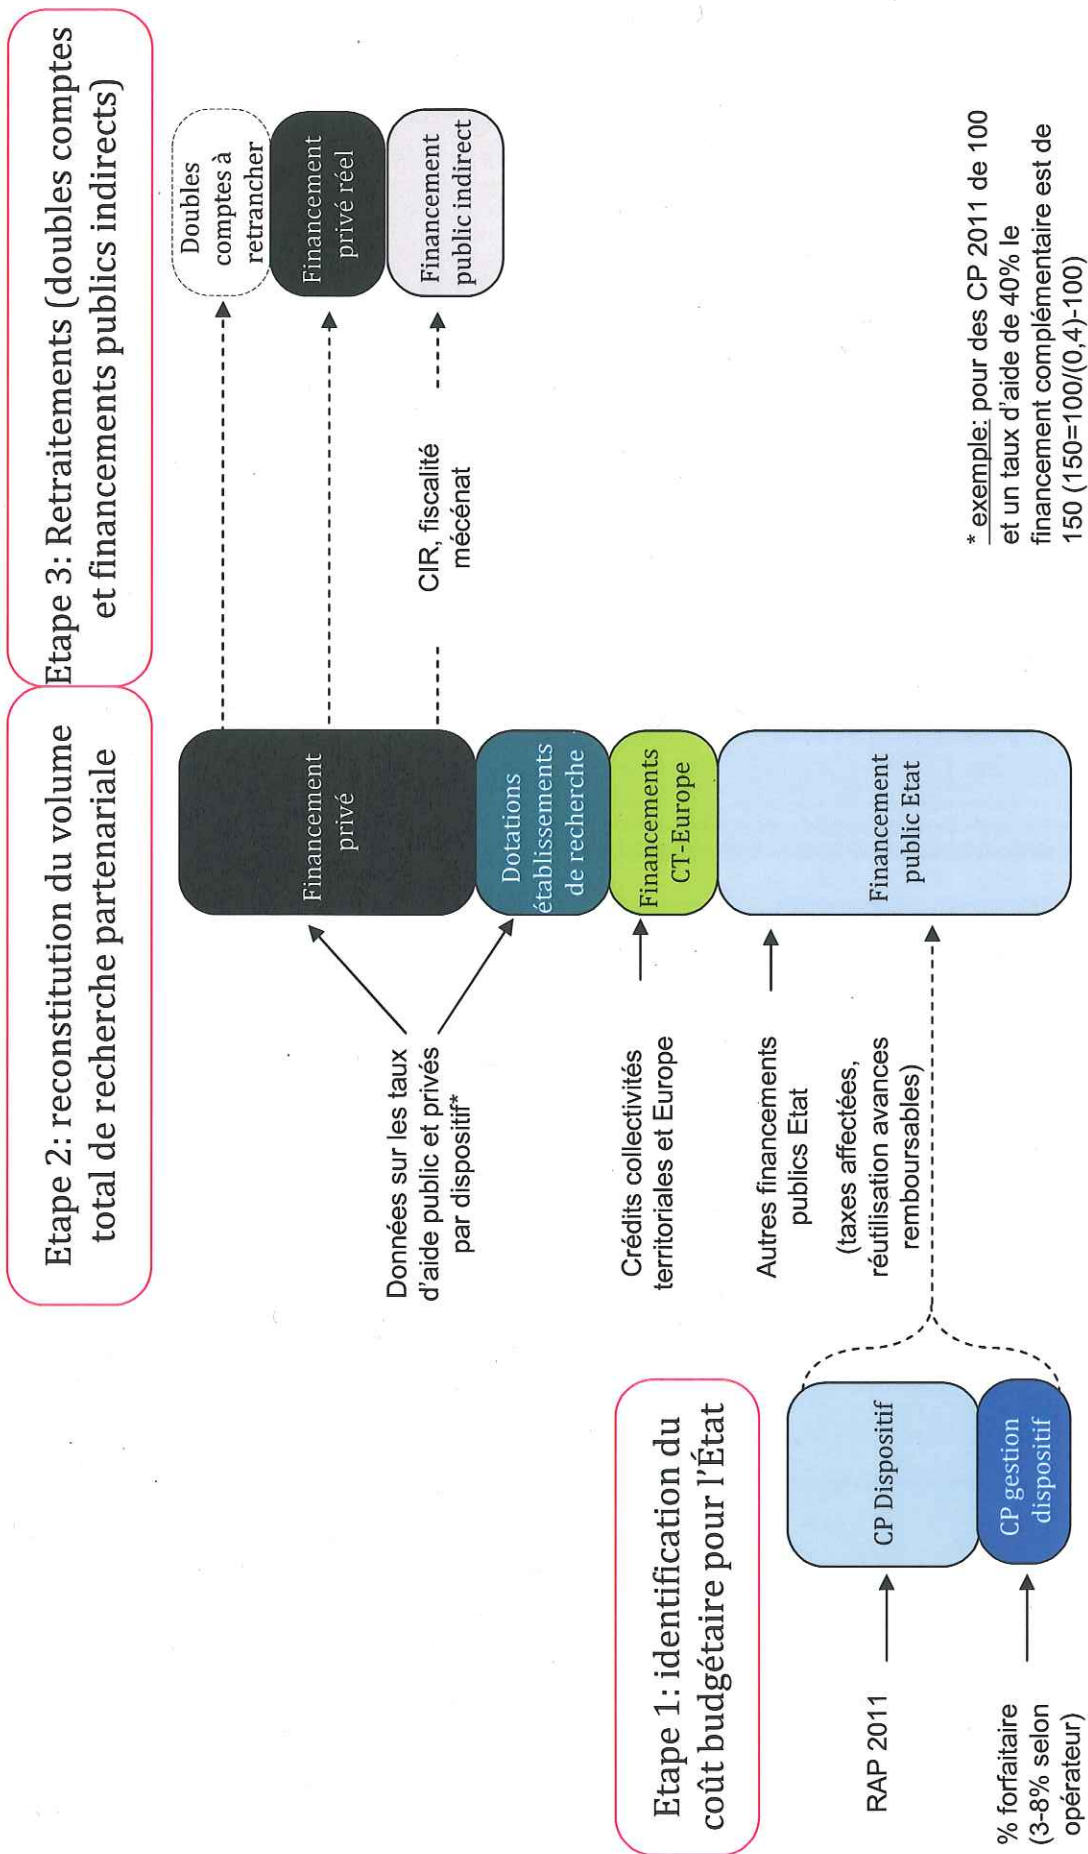 Etape 1: identification du
coût budgétaire pour l'État
RAP 2011
% forfaitaire
(3-8% selon
opérateur)
CP Dispositif
CP gestion
dispositif
Etape 2: reconstitution du volume
total de recherche partenariale
Données sur les taux
d'aide public et privés
par dispositif*
Crédits collectivités
territoriales et Europe
Autres financements
publics Etat
(taxes affectées,
réutilisation avances
remboursables)
Financement
privé
Dotations
établissements
de recherche
Financements
CT-Europe
Financement
public Etat
Etape 3: Retraitements (doubles comptes
et financements publics indirects)
CIR, fiscalité
mécénat
Doubles
comptes à
retrancher
Financement
privé réel
Financement
public indirect
* exemple: pour des CP 2011 de 100
et un taux d'aide de 40% le
financement complémentaire est de
150 (150=100/(0,4)-100)